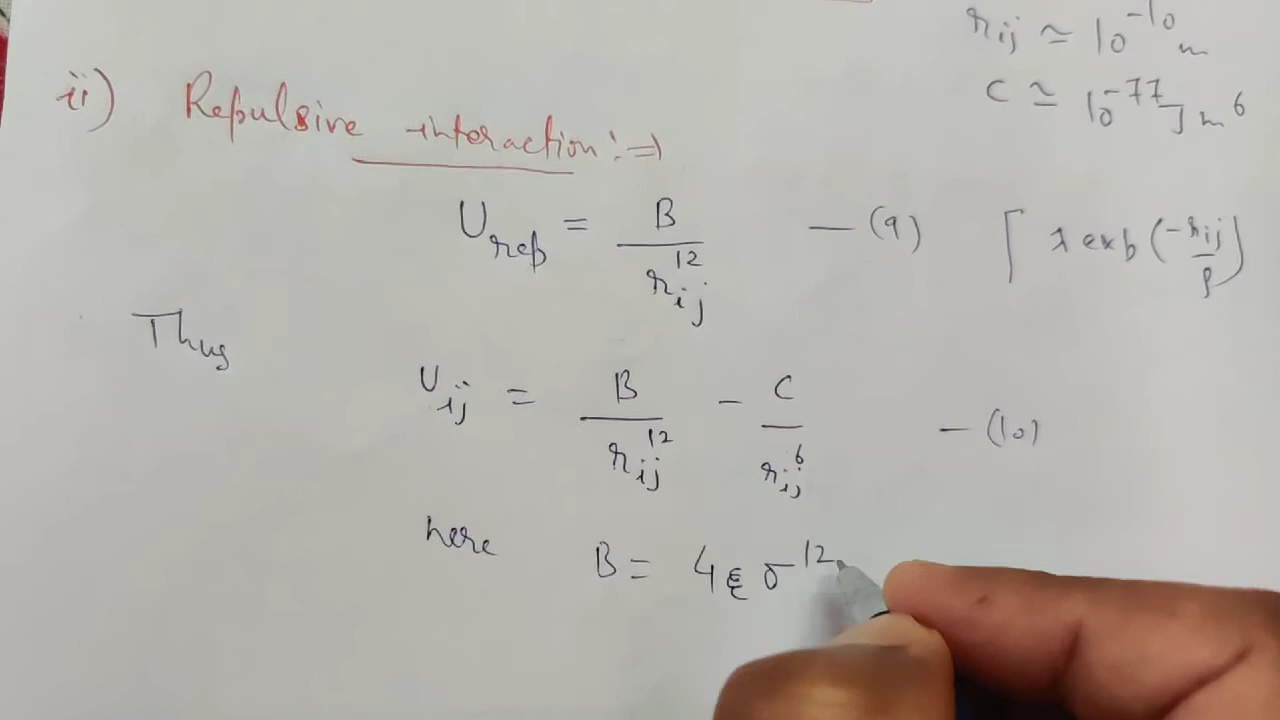 r_ij ≃ 10^-10 m
C ≃ 10^-77 J m^6
ii) Repulsive interaction :⇒
U_rep = B / r_ij^12 — (9) [ λ exp (-r_ij / ρ)
Thus
U_ij = B / r_ij^12 - C / r_ij^6 — (10)
here B = 4 ε σ^12